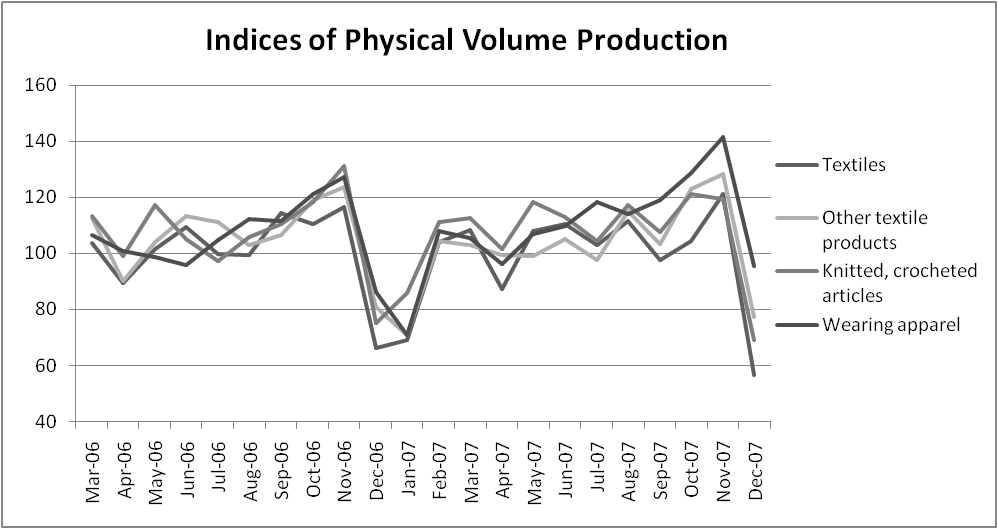 Indices of Physical Volume Production
160
140
120
100
80
60
40
Mar-06
Apr-06
May-06
Jun-06
Jul-06
Aug-06
Sep-06
Oct-06
Nov-06
Dec-06
Jan-07
Feb-07
Mar-07
Apr-07
May-07
Jun-07
Jul-07
Aug-07
Sep-07
Oct-07
Nov-07
Dec-07
Textiles
Other textile
products
Knitted, crocheted
articles
Wearing apparel